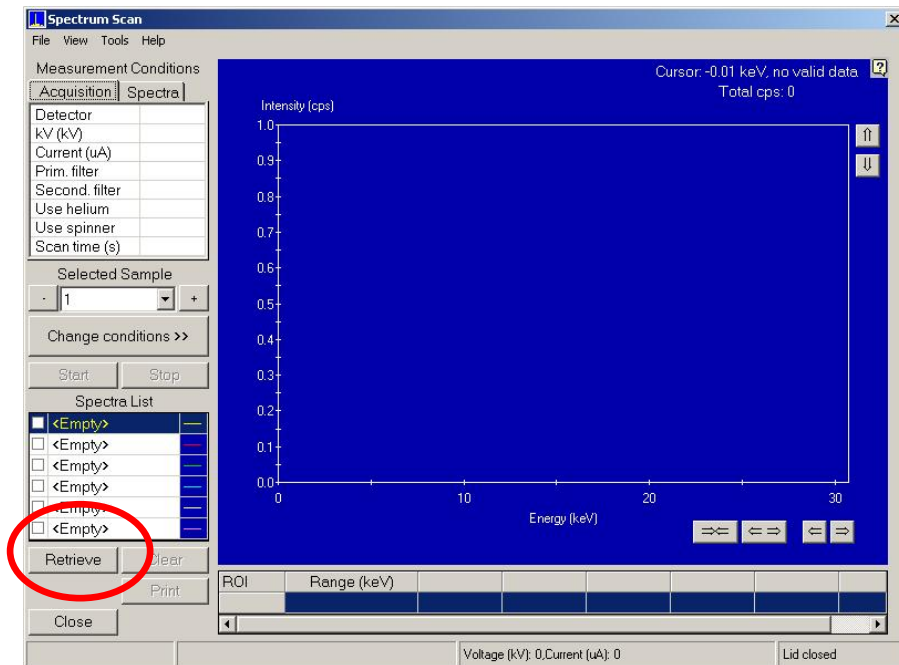 Spectrum Scan
File View Tools Help
Measurement Conditions
Acquisition Spectra
Detector
kV (kV)
Current (uA)
Prim. filter
Second. filter
Use helium
Use spinner
Scan time (s)
Selected Sample
- 1 +
Change conditions >>
Start Stop
Spectra List
<Empty>
<Empty>
<Empty>
<Empty>
<Empty>
<Empty>
Retrieve Clear
Print
Close
Cursor: -0.01 keV, no valid data
Total cps: 0
Intensity (cps)
1.0
0.9
0.8
0.7
0.6
0.5
0.4
0.3
0.2
0.1
0.0
0 10 20 30
Energy (keV)
ROI Range (keV)
Voltage (kV): 0,Current (uA): 0 Lid closed